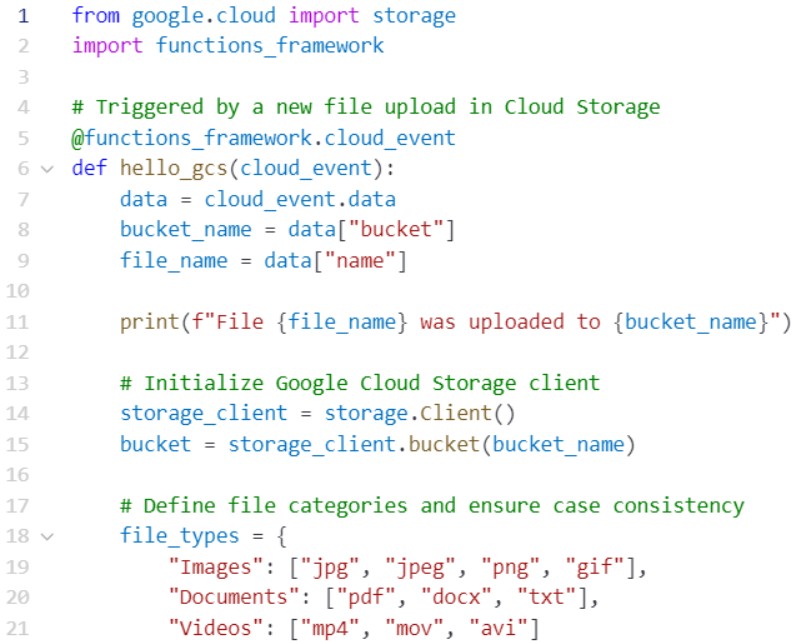 1 from google.cloud import storage
2 import functions_framework
3
4 # Triggered by a new file upload in Cloud Storage
5 @functions_framework.cloud_event
6 def hello_gcs(cloud_event):
7     data = cloud_event.data
8     bucket_name = data["bucket"]
9     file_name = data["name"]
10
11     print(f"File {file_name} was uploaded to {bucket_name}")
12
13     # Initialize Google Cloud Storage client
14     storage_client = storage.Client()
15     bucket = storage_client.bucket(bucket_name)
16
17     # Define file categories and ensure case consistency
18     file_types = {
19         "Images": ["jpg", "jpeg", "png", "gif"],
20         "Documents": ["pdf", "docx", "txt"],
21         "Videos": ["mp4", "mov", "avi"]